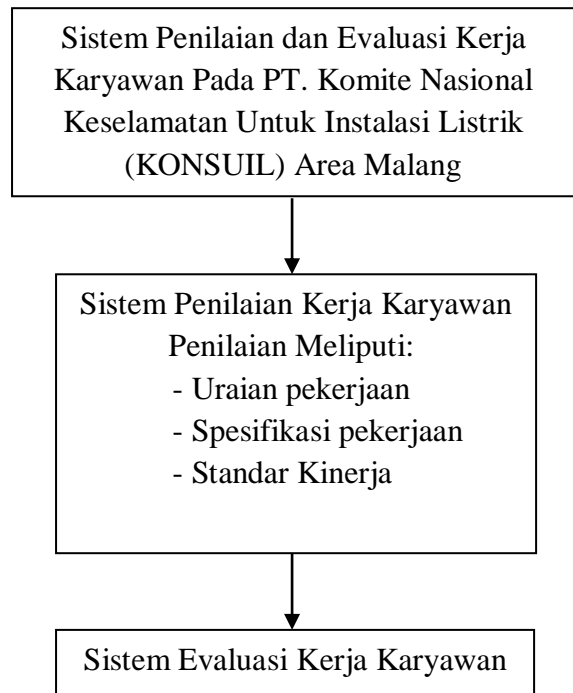 Sistem Penilaian dan Evaluasi Kerja
Karyawan Pada PT. Komite Nasional
Keselamatan Untuk Instalasi Listrik
(KONSUIL) Area Malang
Sistem Penilaian Kerja Karyawan
Penilaian Meliputi:
- Uraian pekerjaan
- Spesifikasi pekerjaan
- Standar Kinerja
Sistem Evaluasi Kerja Karyawan